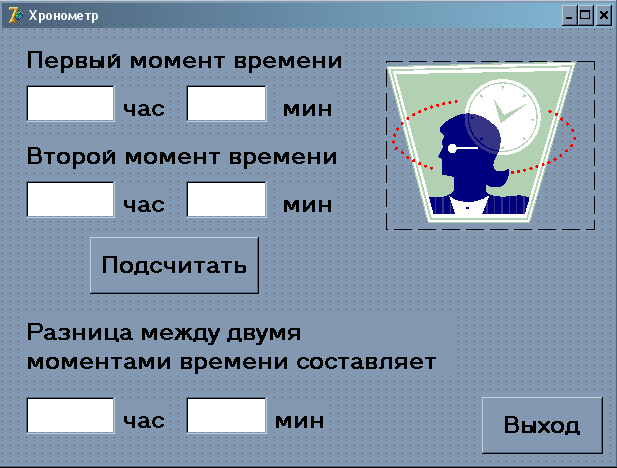 Хронометр
Первый момент времени
час мин
Второй момент времени
час мин
Подсчитать
Разница между двумя
моментами времени составляет
час мин
Выход